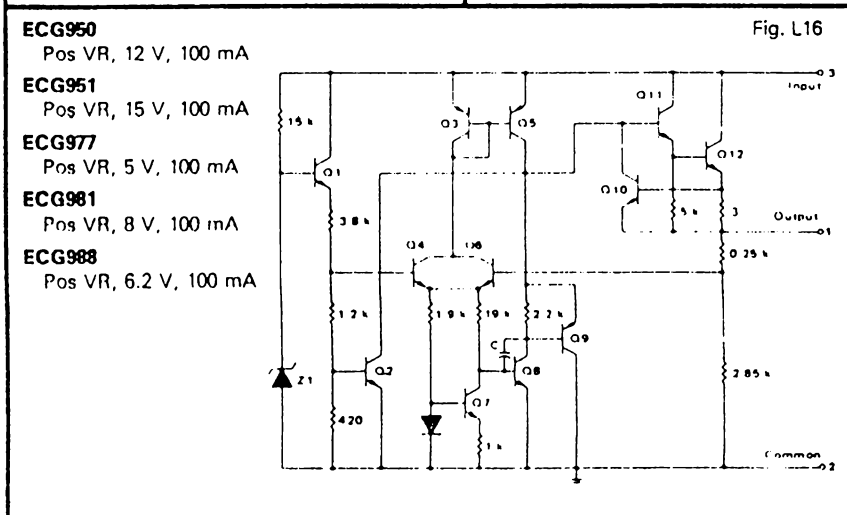 ECG950
Pos VR, 12 V, 100 mA
ECG951
Pos VR, 15 V, 100 mA
ECG977
Pos VR, 5 V, 100 mA
ECG981
Pos VR, 8 V, 100 mA
ECG988
Pos VR, 6.2 V, 100 mA
Fig. L16
3
Input
15 k
Q1
3.8 k
Q3
Q5
Q11
Q12
Q10
5 k
3
Output
1
0.25 k
Q4
Q6
1.2 k
1.9 k
19 k
2.2 k
C
Q9
Z1
Q2
Q7
Q8
2.85 k
420
1 k
Common
2